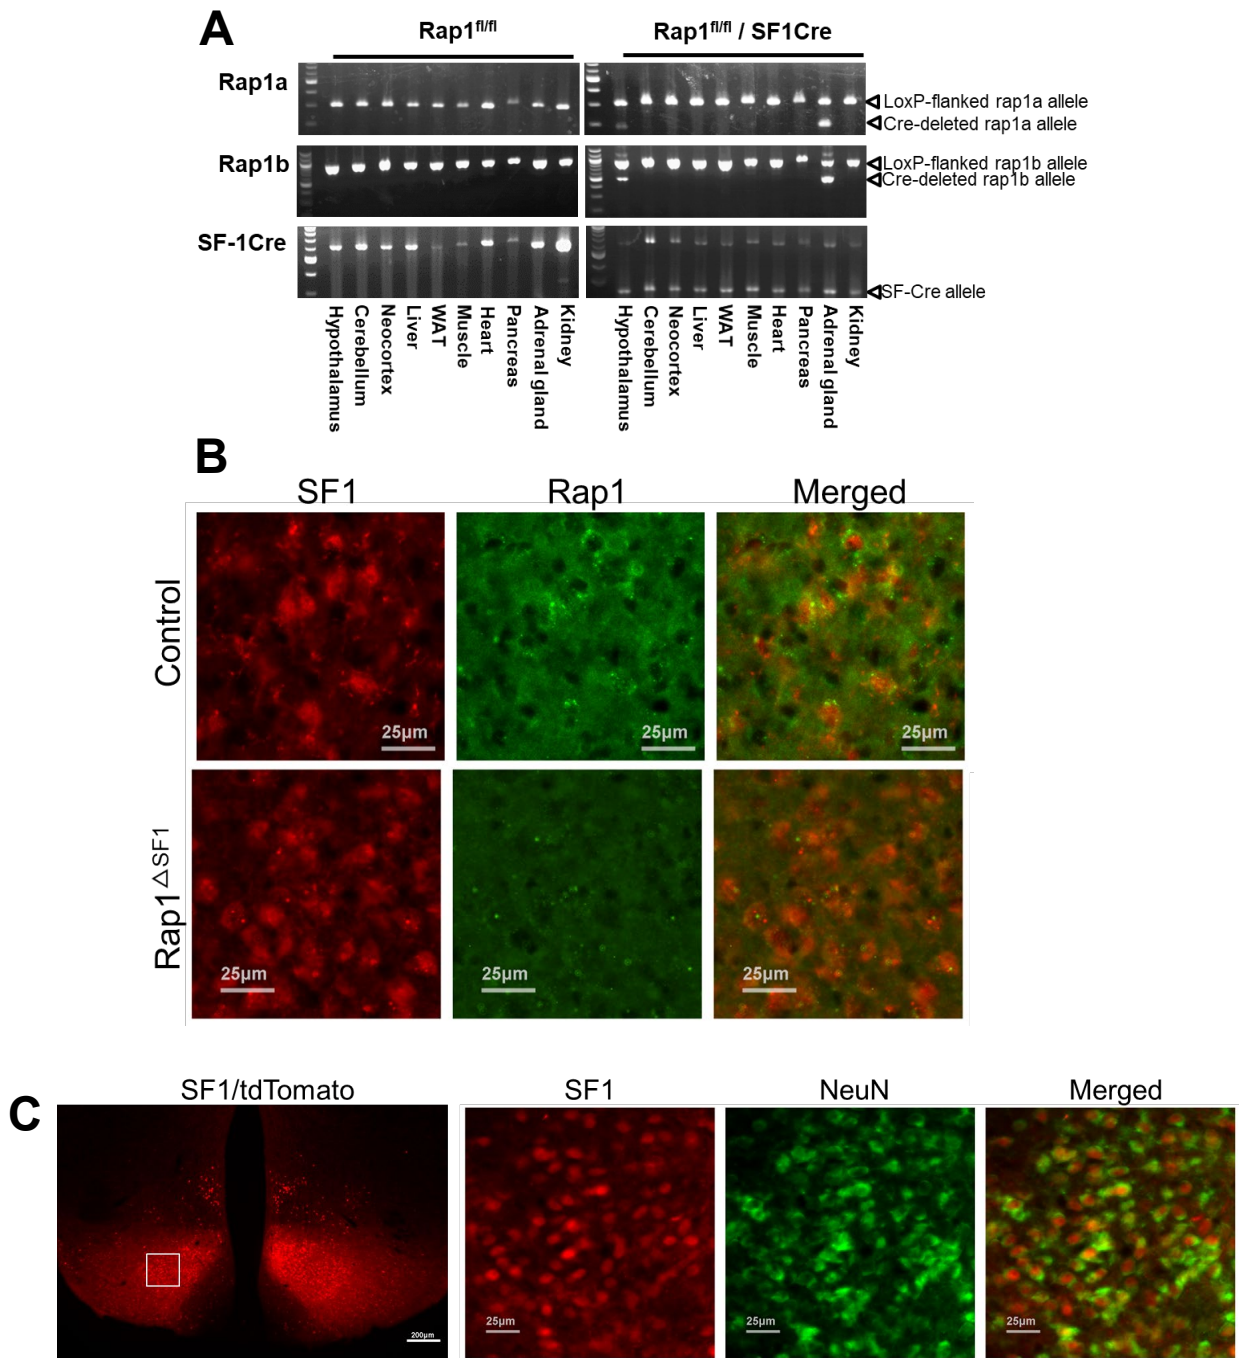 A
Rap1fl/fl
Rap1fl/fl / SF1Cre
Rap1a
LoxP-flanked rap1a allele
Cre-deleted rap1a allele
Rap1b
LoxP-flanked rap1b allele
Cre-deleted rap1b allele
SF-1Cre
SF-Cre allele
Hypothalamus
Cerebellum
Neocortex
Liver
WAT
Muscle
Heart
Pancreas
Adrenal gland
Kidney
Hypothalamus
Cerebellum
Neocortex
Liver
WAT
Muscle
Heart
Pancreas
Adrenal gland
Kidney
B
SF1
Rap1
Merged
Control
25μm
25μm
25μm
Rap1△SF1
25μm
25μm
25μm
C
SF1/tdTomato
SF1
NeuN
Merged
200μm
25μm
25μm
25μm